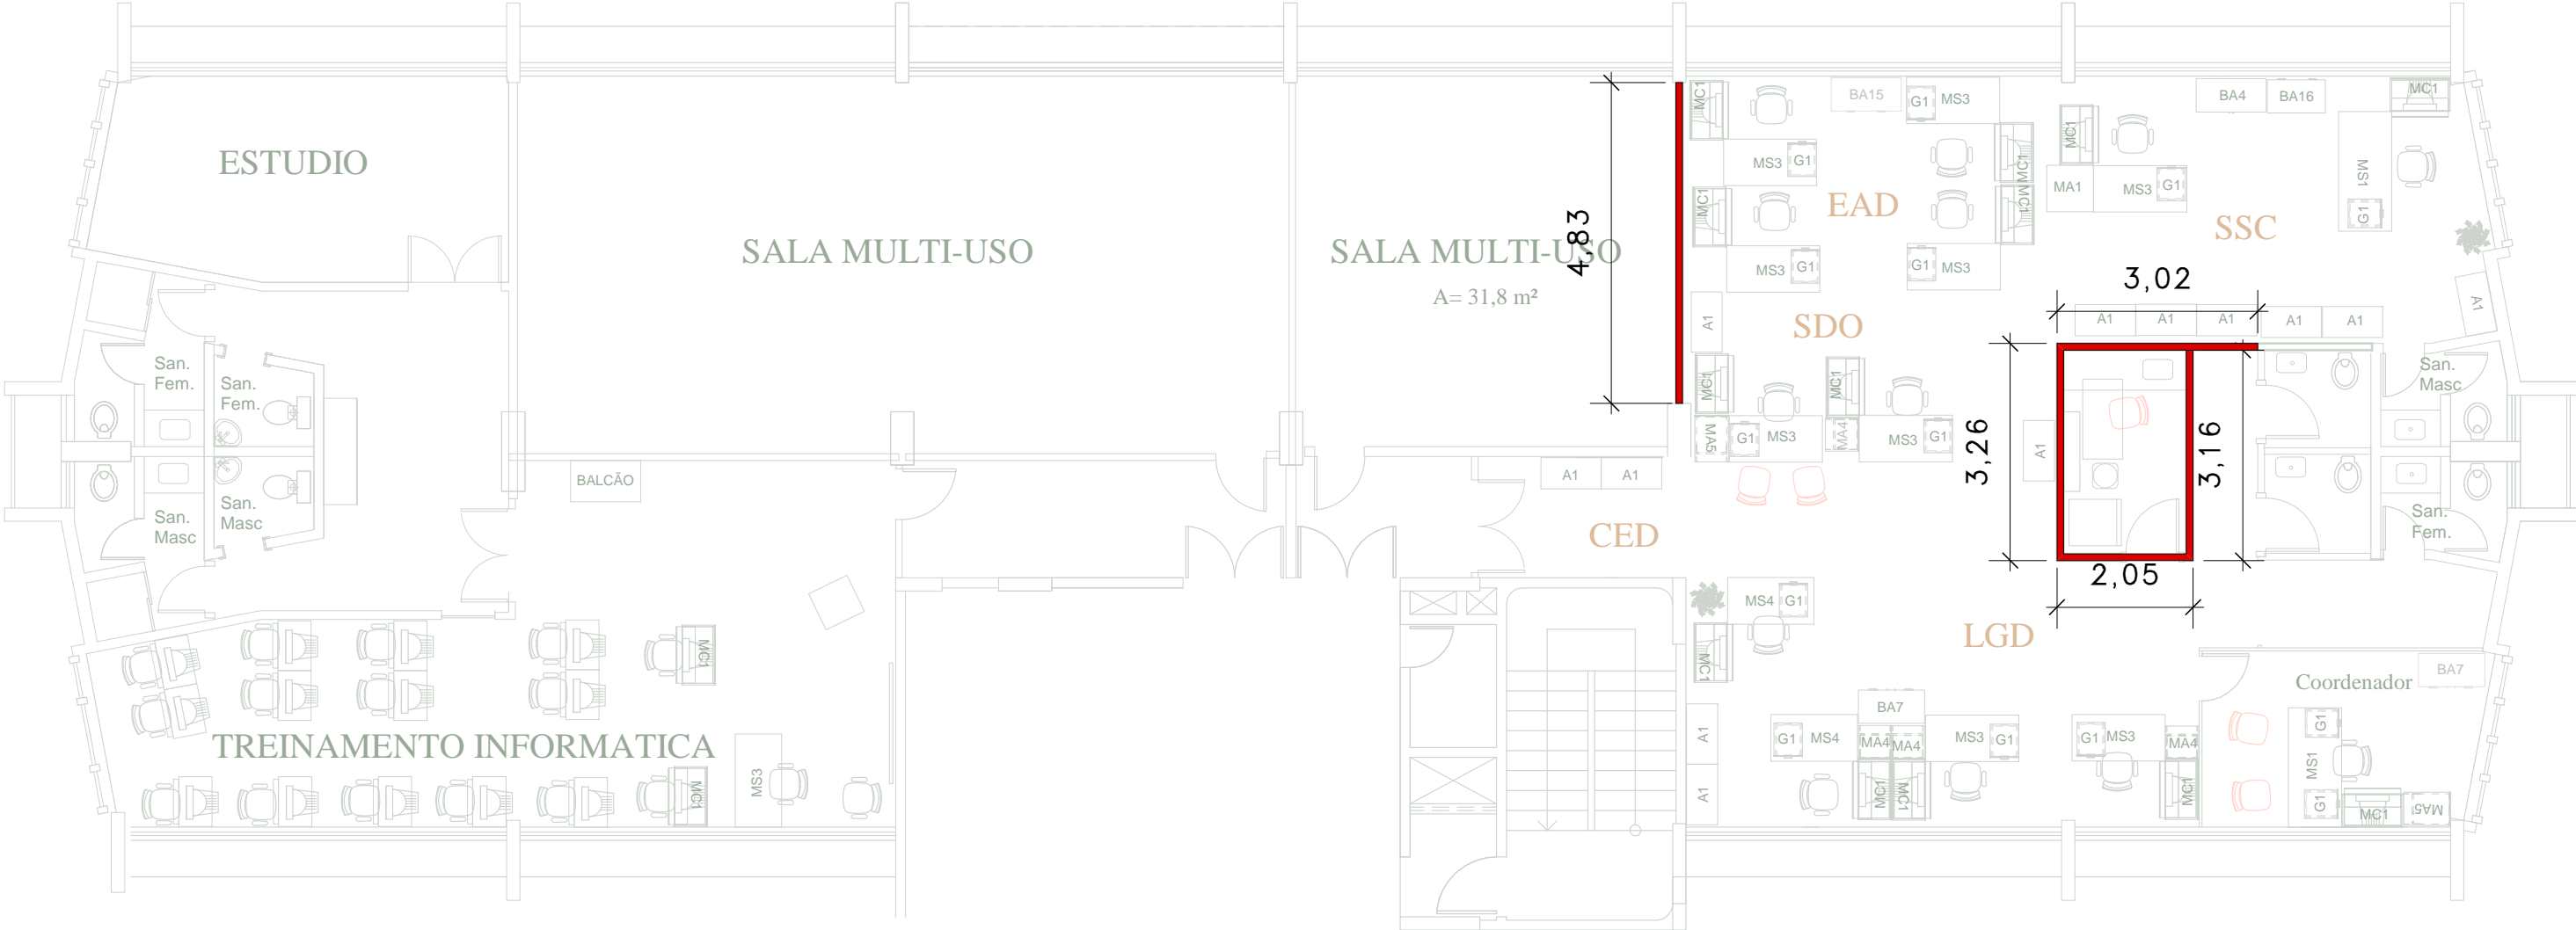 ESTUDIO
SALA MULTI-USO
SALA MULTI-USO
A= 31,8 m²
4,83
MC1
BA15
G1 MS3
MS3 G1
MC1
MC1
MC1
MS3 G1
G1 MS3
EAD
MC1
MA1
MS3 G1
BA4
BA16
MC1
MS1
G1
SSC
A1
SDO
A1
3,02
A1
A1
A1
A1
A1
MC1
MC1
MA5
G1 MS3
MA4
MS3 G1
A1
3,26
3,16
2,05
San.
Masc
San.
Fem.
San.
Fem.
San.
Fem.
San.
Masc
San.
Masc
BALCÃO
A1
A1
CED
MS4 G1
MC1
LGD
Coordenador
BA7
MC1
TREINAMENTO INFORMATICA
MC1
MS3
A1
A1
G1 MS4
BA7
MA4
MA4
MS3 G1
MC1
MC1
G1 MS3
MA4
MC1
G1
MS1
G1
MC1
MA5